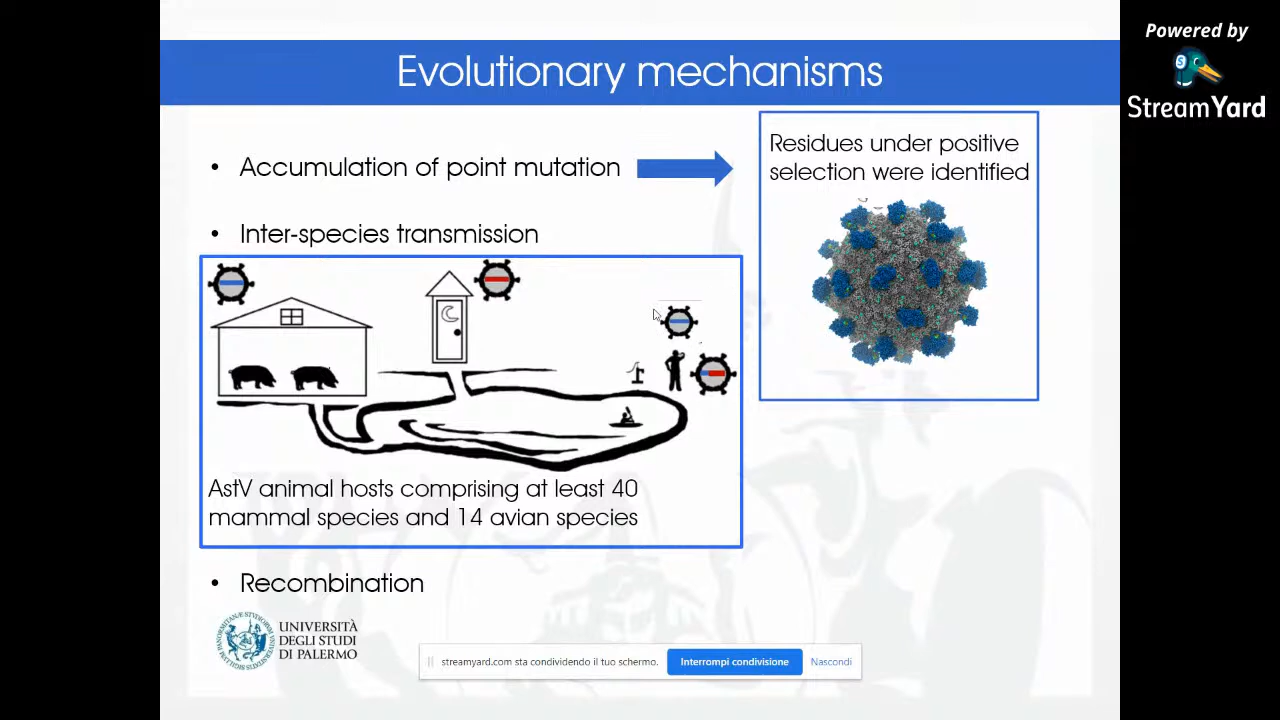 Powered by
StreamYard
Evolutionary mechanisms
• Accumulation of point mutation
Residues under positive
selection were identified
• Inter-species transmission
AstV animal hosts comprising at least 40
mammal species and 14 avian species
• Recombination
UNIVERSITÀ
DEGLI STUDI
DI PALERMO
streamyard.com sta condividendo il tuo schermo. Interrompi condivisione Nascondi